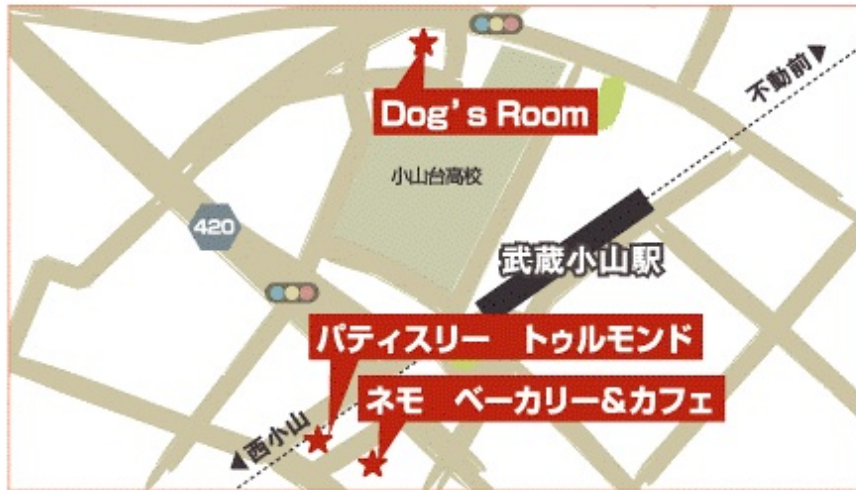 不動前▶
Dog's Room
小山台高校
420
武蔵小山駅
パティスリー　トゥルモンド
ネモ　ベーカリー&カフェ
◀西小山